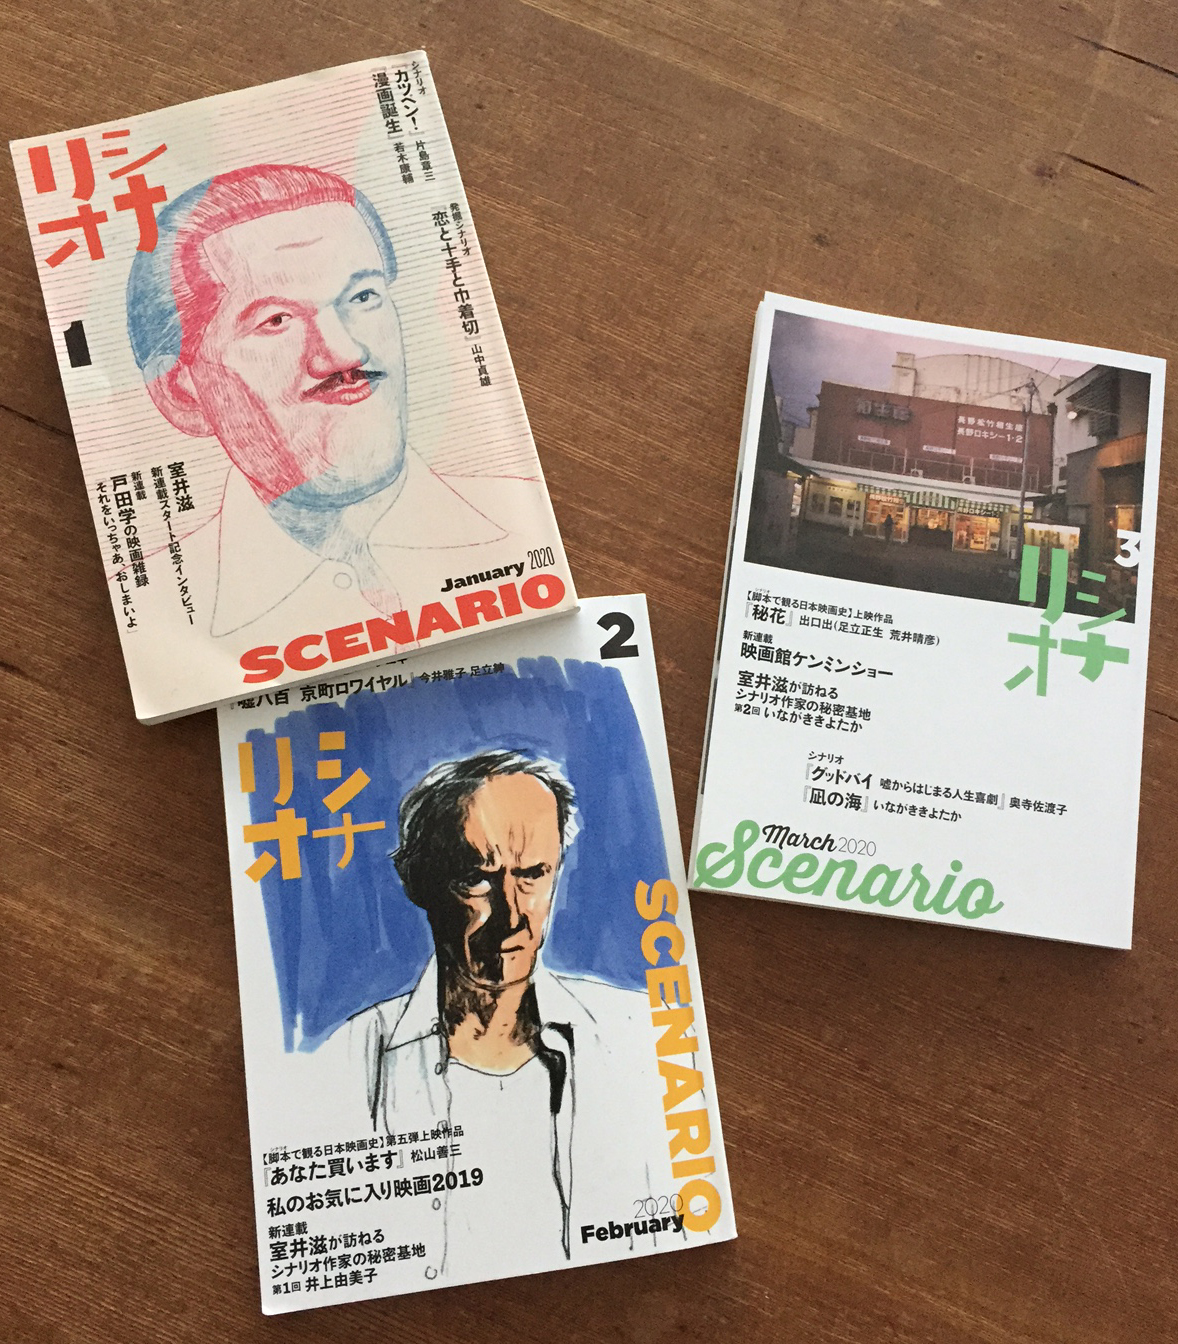 シナリオ
『カツベン！』 片島章三
『漫画誕生』 若木康輔
発掘シナリオ
『恋と十手と巾着切』 山中貞雄
シナ
リオ
1
室井滋
新連載スタート記念インタビュー
新連載
戸田学の映画雑録
「それをいっちゃあ、おしまいよ」
January 2020
SCENARIO
2
『嘘八百 京町ロワイヤル』 今井雅子 足立紳
シナ
リオ
SCENARIO
【脚本で観る日本映画史】第五弾上映作品
『あなた買います』 松山善三
私のお気に入り映画2019
新連載
室井滋が訪ねる
シナリオ作家の秘密基地
第1回 井上由美子
2020
February
長野松竹相生座
長野ロキシー1・2
3
シナ
リオ
【脚本で観る日本映画史】上映作品
『秘花』 出口出（足立正生 荒井晴彦）
新連載
映画館ケンミンショー
室井滋が訪ねる
シナリオ作家の秘密基地
第2回 いながききよたか
シナリオ
『グッドバイ 嘘からはじまる人生喜劇』 奥寺佐渡子
『凪の海』 いながききよたか
March 2020
Scenario